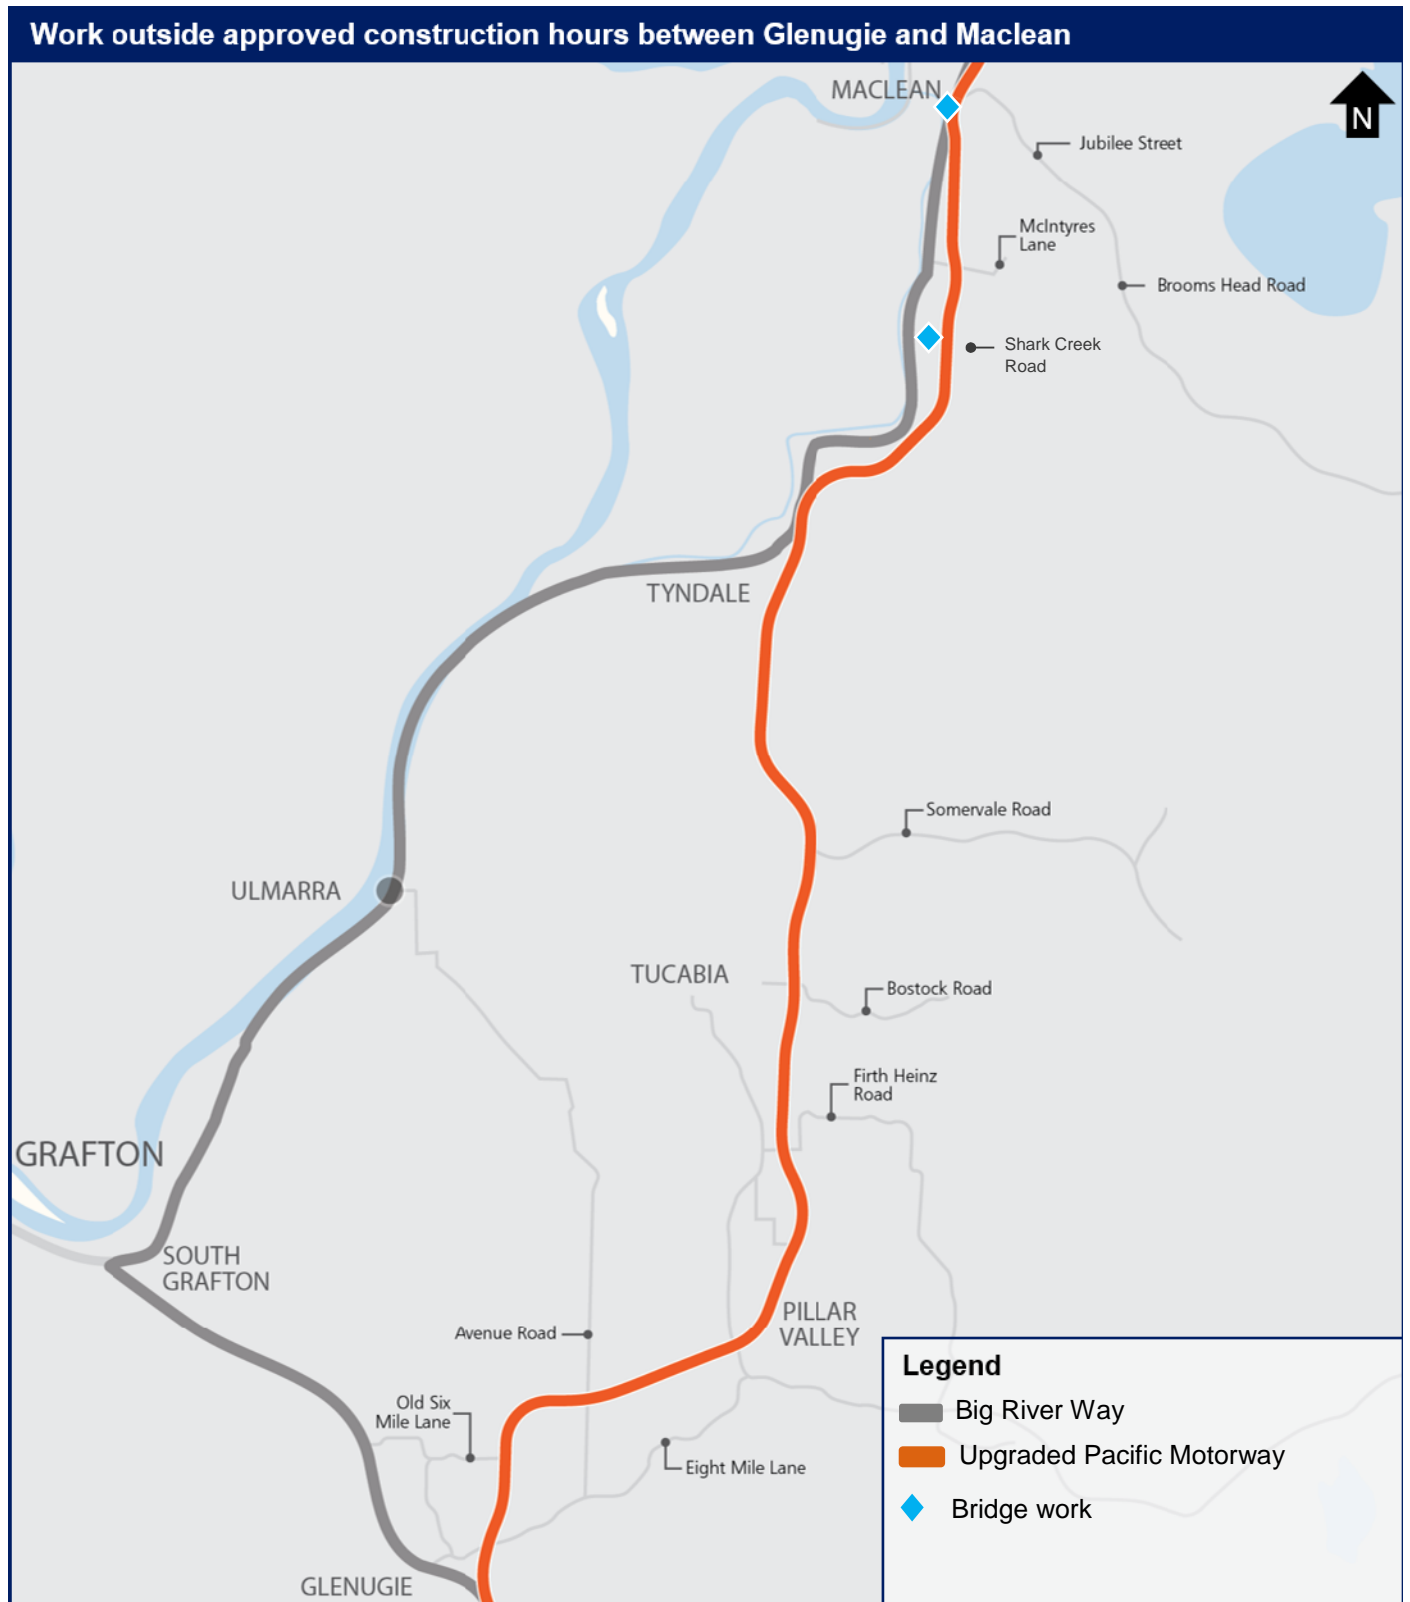 Work outside approved construction hours between Glenugie and Maclean
MACLEAN
N
Jubilee Street
McIntyres
Lane
Brooms Head Road
Shark Creek
Road
TYNDALE
Somervale Road
ULMARRA
TUCABIA
Bostock Road
Firth Heinz
Road
GRAFTON
SOUTH
GRAFTON
PILLAR
VALLEY
Avenue Road
Old Six
Mile Lane
Eight Mile Lane
GLENUGIE
Legend
Big River Way
Upgraded Pacific Motorway
Bridge work